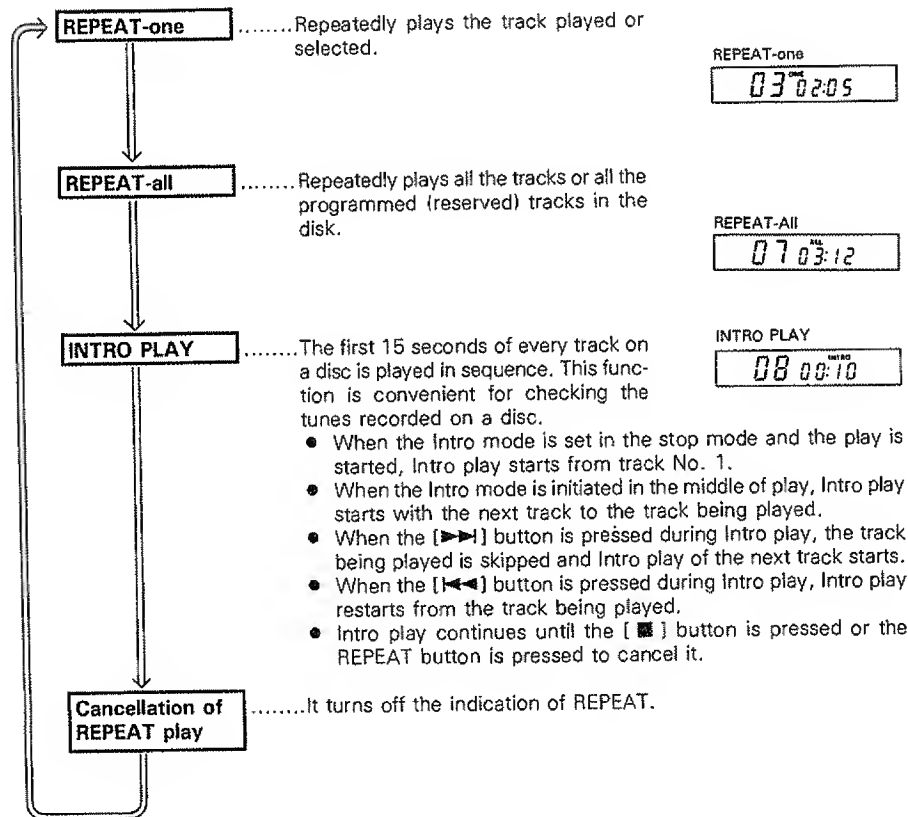 REPEAT-one ........Repeatedly plays the track played or
selected.
REPEAT-one
03 ONE 02:05
REPEAT-all ........Repeatedly plays all the tracks or all the
programmed (reserved) tracks in the
disk.
REPEAT-All
07 ALL 03:12
INTRO PLAY ........The first 15 seconds of every track on
a disc is played in sequence. This func-
tion is convenient for checking the
tunes recorded on a disc.
INTRO PLAY
08 INTRO 00:10
● When the Intro mode is set in the stop mode and the play is
started, Intro play starts from track No. 1.
● When the Intro mode is initiated in the middle of play, Intro play
starts with the next track to the track being played.
● When the [▶▶|] button is pressed during Intro play, the track
being played is skipped and Intro play of the next track starts.
● When the [|◀◀] button is pressed during Intro play, Intro play
restarts from the track being played.
● Intro play continues until the [ ■ ] button is pressed or the
REPEAT button is pressed to cancel it.
Cancellation of ........It turns off the indication of REPEAT.
REPEAT play